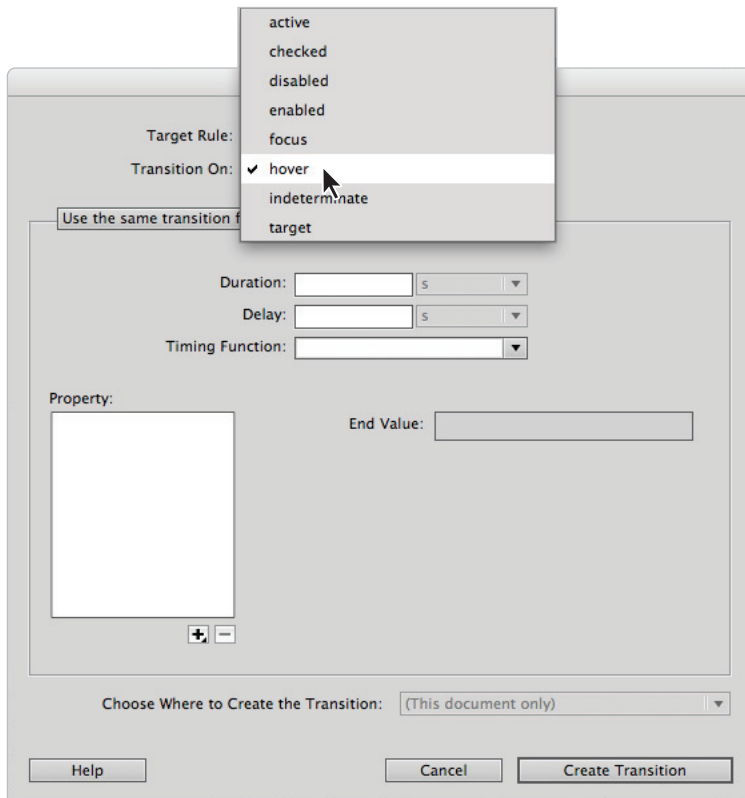 active
checked
disabled
enabled
Target Rule:
focus
Transition On:
✓ hover
indeterminate
Use the same transition f
target
Duration:
s
Delay:
s
Timing Function:
Property:
End Value:
+
−
Choose Where to Create the Transition:
(This document only)
Help
Cancel
Create Transition